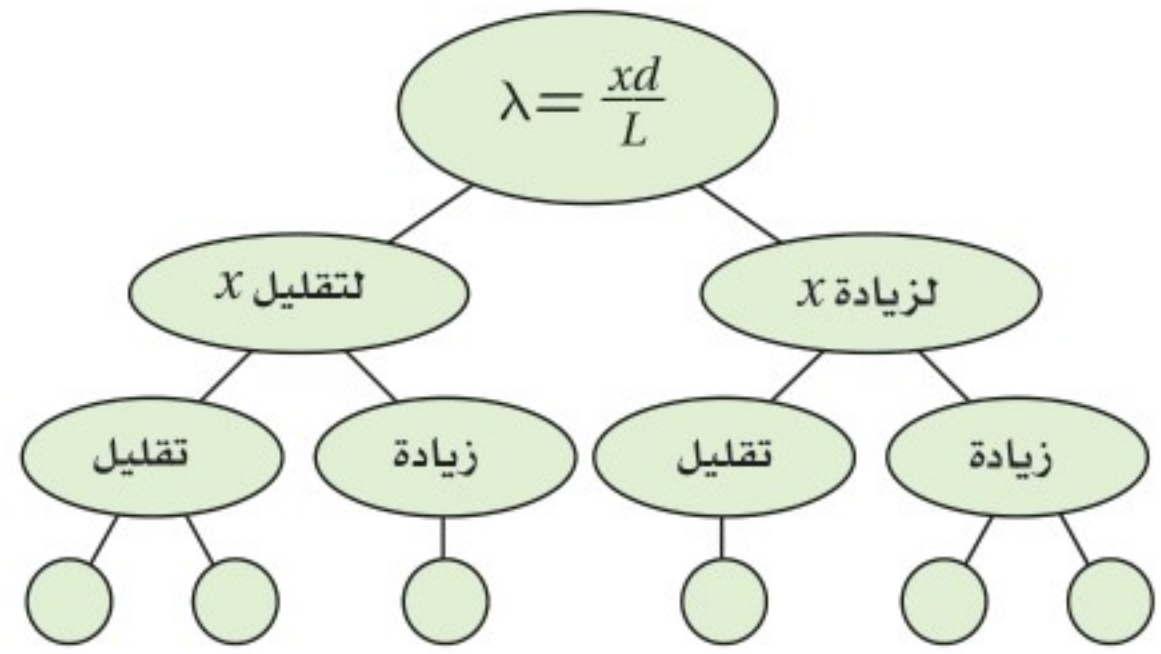 λ = xd/L
لزيادة x
لتقليل x
زيادة
تقليل
زيادة
تقليل